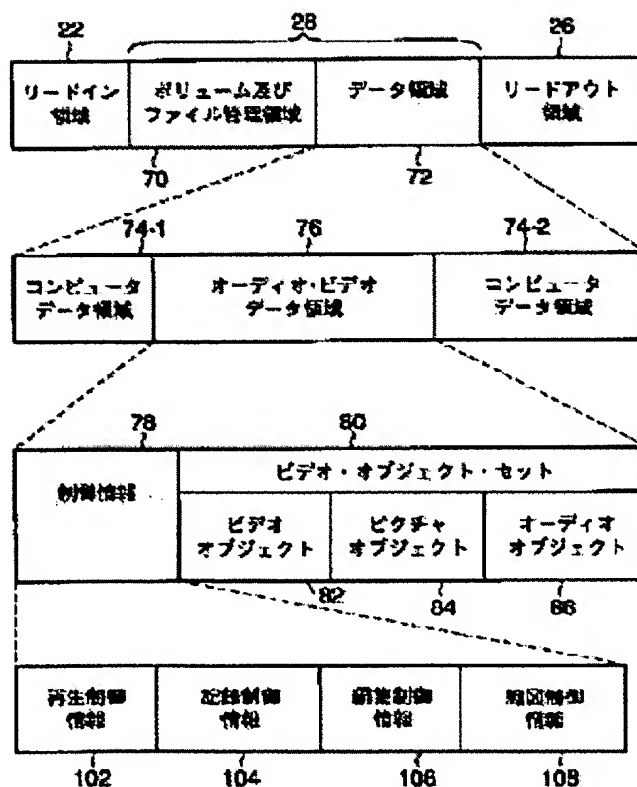 22 28 26
リードイン ボリューム及び データ領域 リードアウト
領域 ファイル管理領域 領域
70 72
74-1 76 74-2
コンピュータ オーディオ・ビデオ コンピュータ
データ領域 データ領域 データ領域
78 80
制御情報 ビデオ・オブジェクト・セット
ビデオ ピクチャ オーディオ
オブジェクト オブジェクト オブジェクト
82 84 86
再生制御 記録制御 編集制御 制御
情報 情報 情報 情報
102 104 106 108